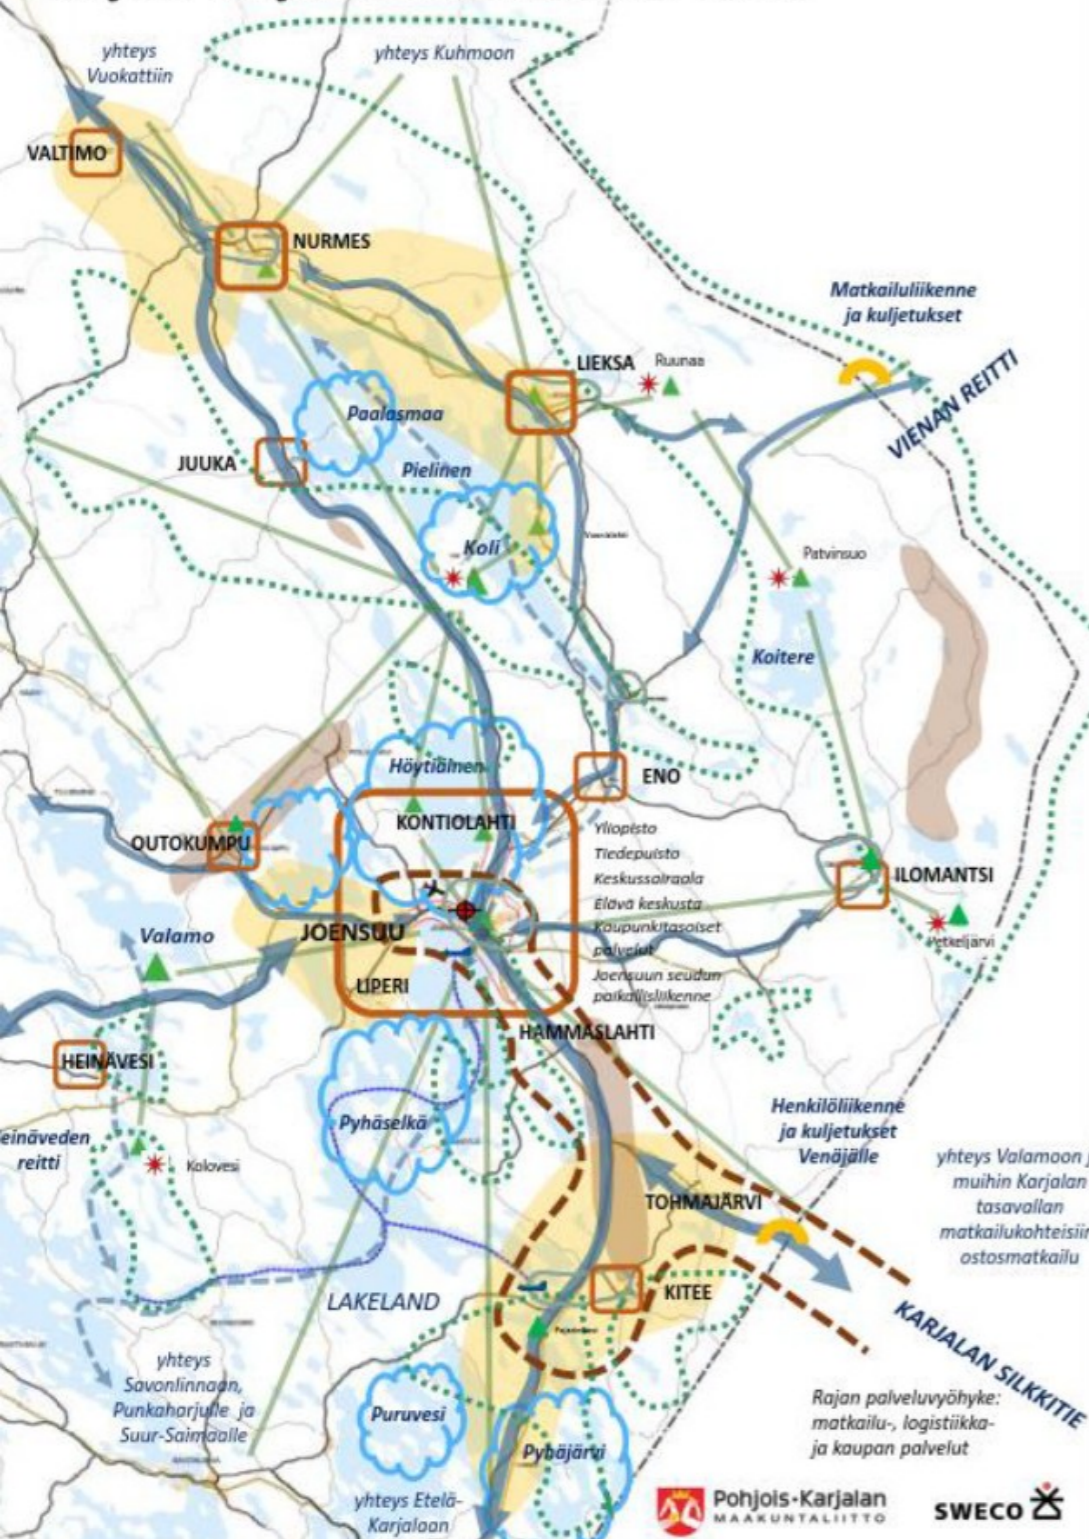 yhteys
Vuokattiin
yhteys Kuhmoon
VALTIMO
NURMES
Matkailuliikenne
ja kuljetukset
LIEKSA
Ruunaa
VIENAN REITTI
Paalasmaa
JUUKA
Pielinen
Koli
Patvinsuo
Koitere
Höytiäinen
ENO
KONTIOLAHTI
OUTOKUMPU
Yliopisto
Tiedepuisto
Keskussairaala
Elävä keskusta
Kaupunkitasoiset
palvelut
Joensuun seudun
paikallisliikenne
ILOMANTSI
Petkeljärvi
Valamo
JOENSUU
LIPERI
HAMMASLAHTI
HEINÄVESI
einäveden
reitti
Kolovesi
Pyhäselkä
Henkilöliikenne
ja kuljetukset
Venäjälle
yhteys Valamoon
muihin Karjalan
tasavallan
matkailukohteisiin
ostosmatkailu
TOHMAJÄRVI
KITEE
LAKELAND
KARJALAN SILKKITIE
yhteys
Savonlinnaan,
Punkaharjulle ja
Suur-Saimaalle
Puruvesi
Pyhäjärvi
Rajan palveluvyöhyke:
matkailu-, logistiikka-
ja kaupan palvelut
yhteys Etelä-
Karjalaan
Pohjois-Karjalan
MAAKUNTALIITTO
SWECO